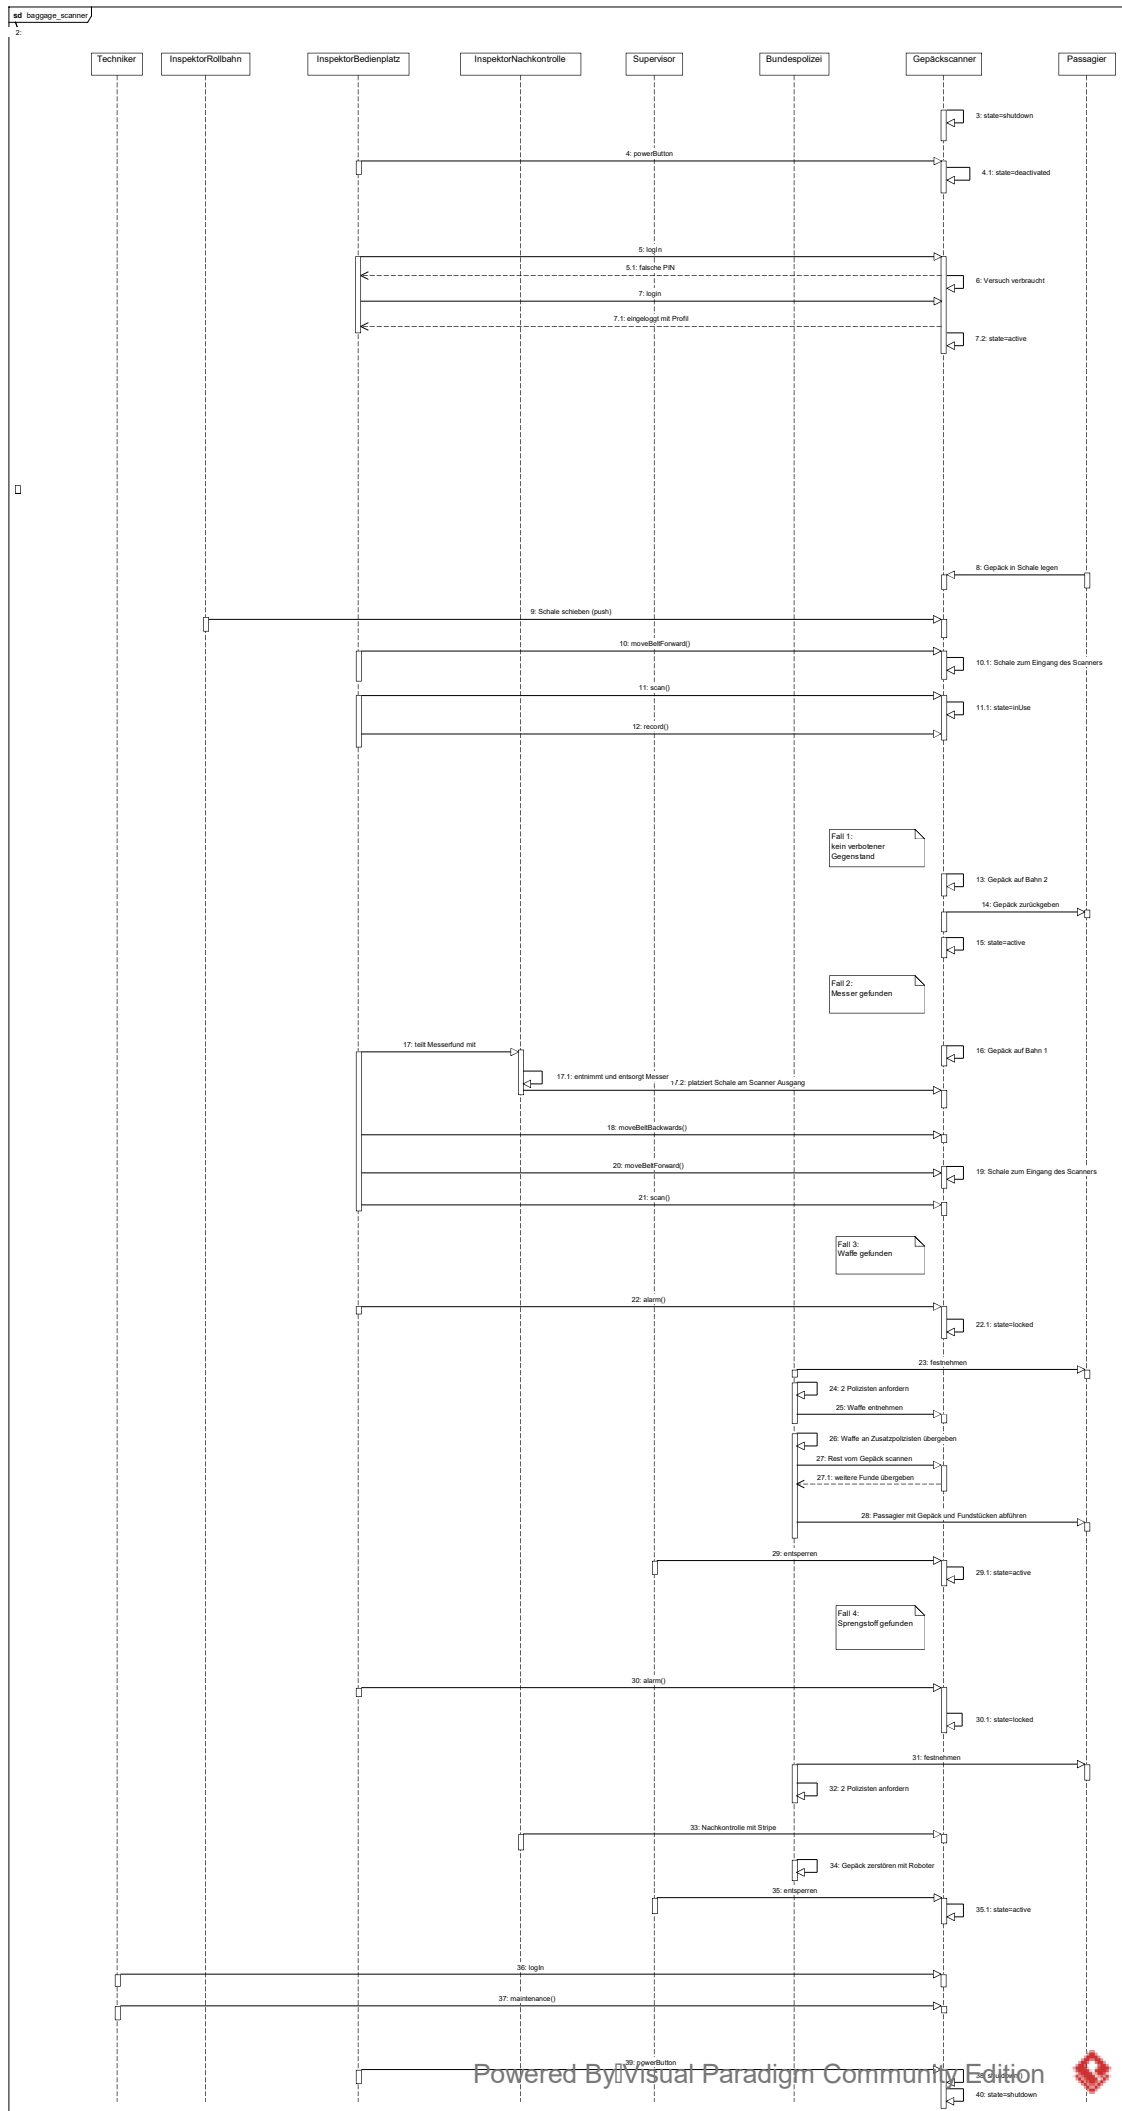 sd baggage_scanner
2:
Techniker
InspektorRollbahn
InspektorBedienplatz
InspektorNachkontrolle
Supervisor
Bundespolizei
Gepäckscanner
Passagier
3: state=shutdown
4: powerButton
4.1: state=deactivated
5: logIn
5.1: falsche PIN
6: Versuch verbraucht
7: login
7.1: eingeloggt mit Profil
7.2: state=active
8: Gepäck in Schale legen
9: Schale schieben (push)
10: moveBeltForward()
10.1: Schale zum Eingang des Scanners
11: scan()
11.1: state=inUse
12: record()
Fall 1:
kein verbotener
Gegenstand
13: Gepäck auf Bahn 2
14: Gepäck zurückgeben
15: state=active
Fall 2:
Messer gefunden
17: teilt Messerfund mit
16: Gepäck auf Bahn 1
17.1: entnimmt und entsorgt Messer
17.2: platziert Schale am Scanner Ausgang
18: moveBeltBackwards()
20: moveBeltForward()
19: Schale zum Eingang des Scanners
21: scan()
Fall 3:
Waffe gefunden
22: alarm()
22.1: state=locked
23: festnehmen
24: 2 Polizisten anfordern
25: Waffe entnehmen
26: Waffe an Zusatzpolizisten übergeben
27: Rest vom Gepäck scannen
27.1: weitere Funde übergeben
28: Passagier mit Gepäck und Fundstücken abführen
29: entsperren
29.1: state=active
Fall 4:
Sprengstoff gefunden
30: alarm()
30.1: state=locked
31: festnehmen
32: 2 Polizisten anfordern
33: Nachkontrolle mit Stripe
34: Gepäck zerstören mit Roboter
35: entsperren
35.1: state=active
36: logIn
37: maintenance()
39: powerButton
Powered By Visual Paradigm Community Edition
38: shutdown()
40: state=shutdown